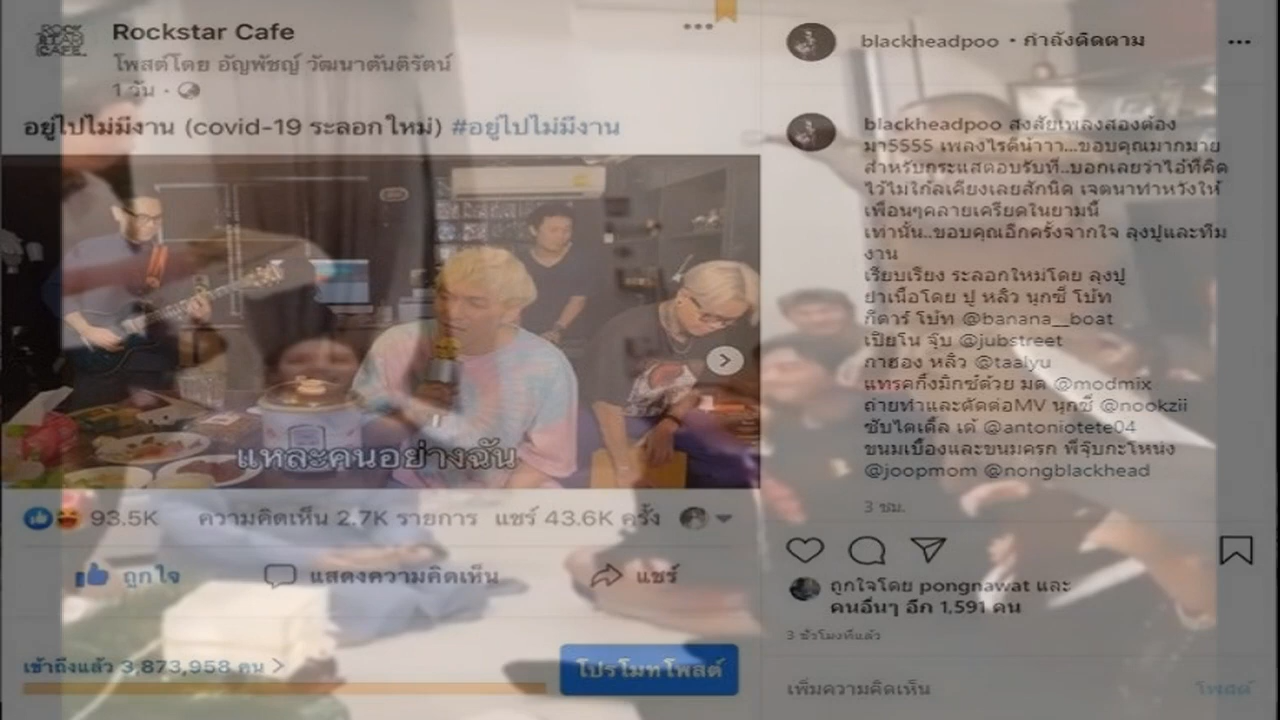 ROCK STAR CAFE
Rockstar Cafe
โพสต์โดย อัญพัชญ์ วัฒนาตันติรัตน์
1 วัน ·
อยู่ไปไม่มีงาน (covid-19 ระลอกใหม่) #อยู่ไปไม่มีงาน
แหละคนอย่างฉัน
93.5K ความคิดเห็น 2.7K รายการ แชร์ 43.6K ครั้ง
ถูกใจ แสดงความคิดเห็น แชร์
เข้าถึงแล้ว 3,873,958 คน
โปรโมทโพสต์
blackheadpoo • กำลังติดตาม
blackheadpoo สงสัยเพลงสองต้อง
มา5555 เพลงไรดีน้าาา...ขอบคุณมากมาย
สำหรับกระแสตอบรับที่..บอกเลยว่าไอ้ที่คิด
ไว้ไม่ใกล้เคียงเลยสักนิด เจตนาทำหวังให้
เพื่อนๆคลายเครียดในยามนี้
เท่านั้น..ขอบคุณอีกครั้งจากใจ ลุงปูและทีม
งาน
เรียบเรียง ระลอกใหม่โดย ลุงปู
ยำเนื้อโดย ปู หลิว นุกซี่ โบ้ท
กีตาร์ โบ้ท @banana__boat
เปียโน จุ๊บ @jubstreet
กาฮอง หลิว @taalyu
แทรคกิ้งมิกซ์ด้วย มด @modmix
ถ่ายทำและตัดต่อMV นุกซี่ @nookzii
ซับไตเติ้ล เต้ @antoniotete04
ขนมเบื้องและขนมครก พี่จุ๊บกะโหน่ง
@joopmom @nongblackhead
3 ชม.
ถูกใจโดย pongnawat และ
คนอื่นๆ อีก 1,591 คน
3 ชั่วโมงที่แล้ว
เพิ่มความคิดเห็น โพสต์